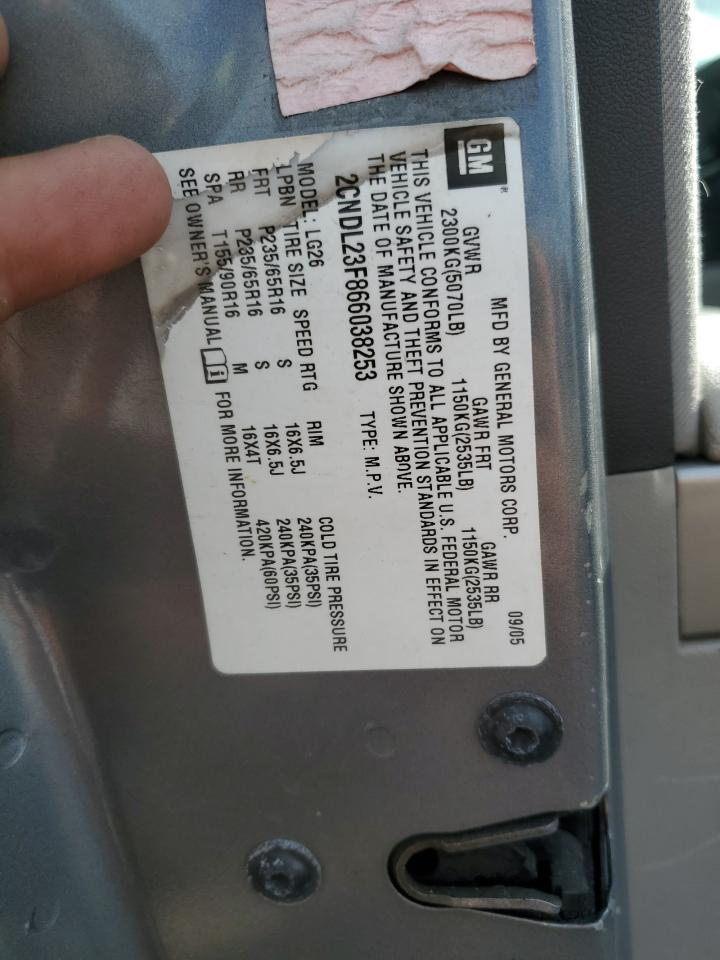 GM®
MFD BY GENERAL MOTORS CORP. 09/05
GVWR GAWR FRT GAWR RR
2300KG(5070LB) 1150KG(2535LB) 1150KG(2535LB)
THIS VEHICLE CONFORMS TO ALL APPLICABLE U.S. FEDERAL MOTOR
VEHICLE SAFETY AND THEFT PREVENTION STANDARDS IN EFFECT ON
THE DATE OF MANUFACTURE SHOWN ABOVE.
2CNDL23F866038253 TYPE: M.P.V.
MODEL: LG26
LPBN TIRE SIZE SPEED RTG RIM COLD TIRE PRESSURE
FRT P235/65R16 S 16X6.5J 240KPA(35PSI)
RR P235/65R16 S 16X6.5J 240KPA(35PSI)
SPA T155/90R16 M 16X4T 420KPA(60PSI)
SEE OWNER'S MANUAL FOR MORE INFORMATION.